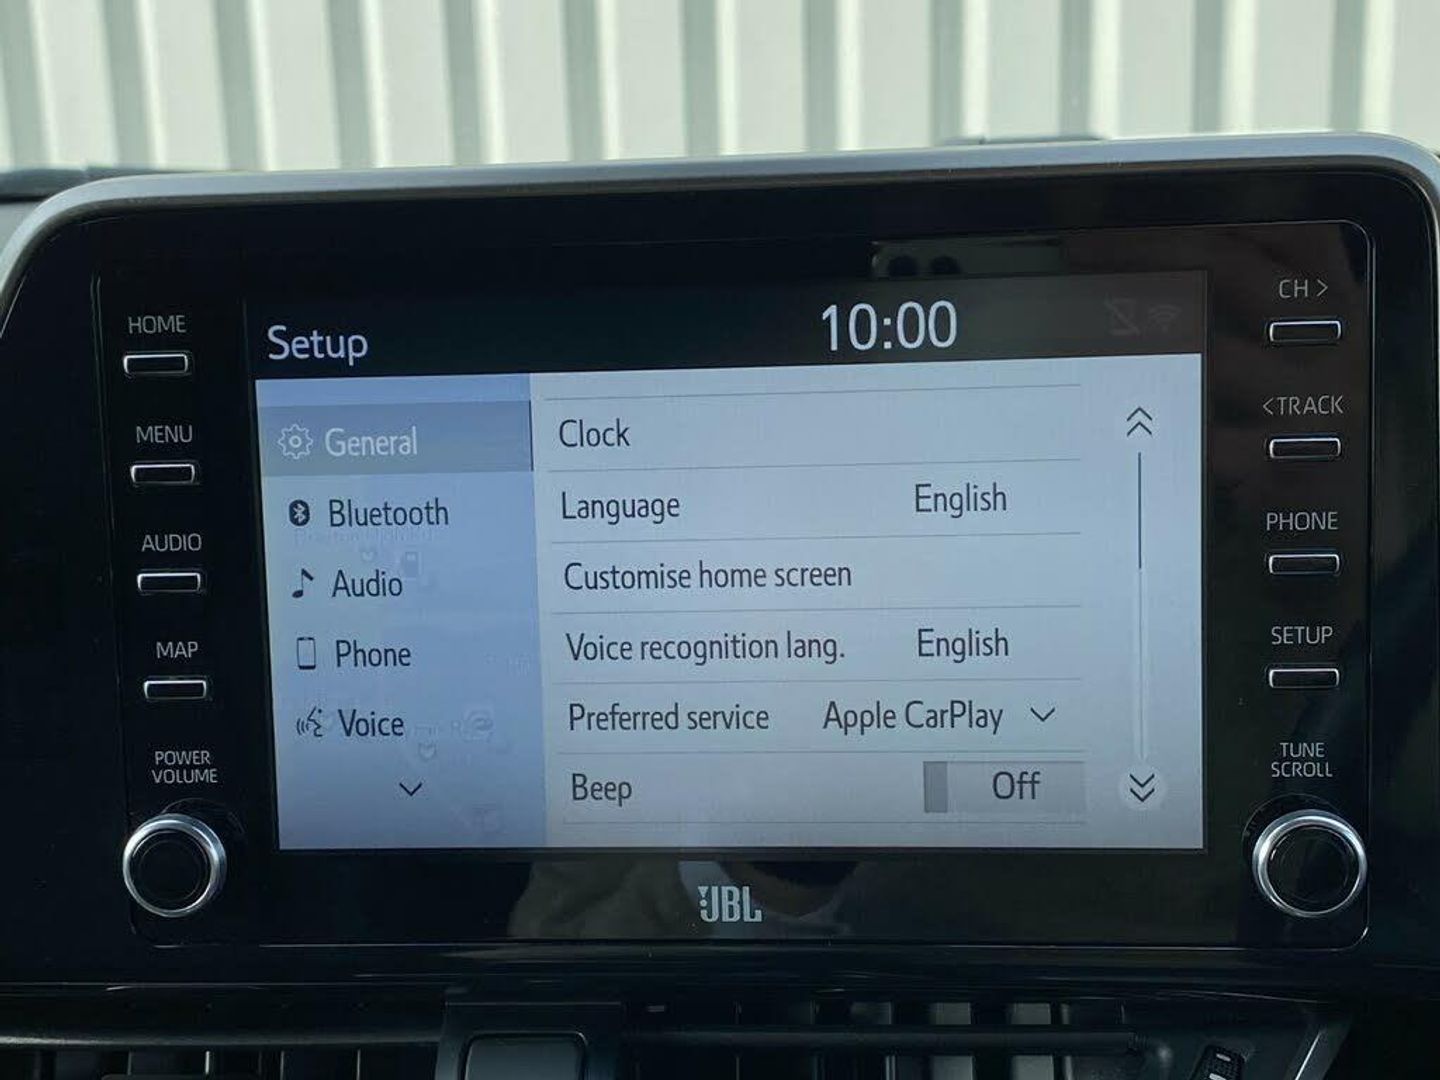 HOME
MENU
AUDIO
MAP
POWER
VOLUME
Setup
10:00
General
Bluetooth
Audio
Phone
Voice
Clock
Language English
Customise home screen
Voice recognition lang. English
Preferred service Apple CarPlay
Beep Off
JBL
CH >
<TRACK
PHONE
SETUP
TUNE
SCROLL